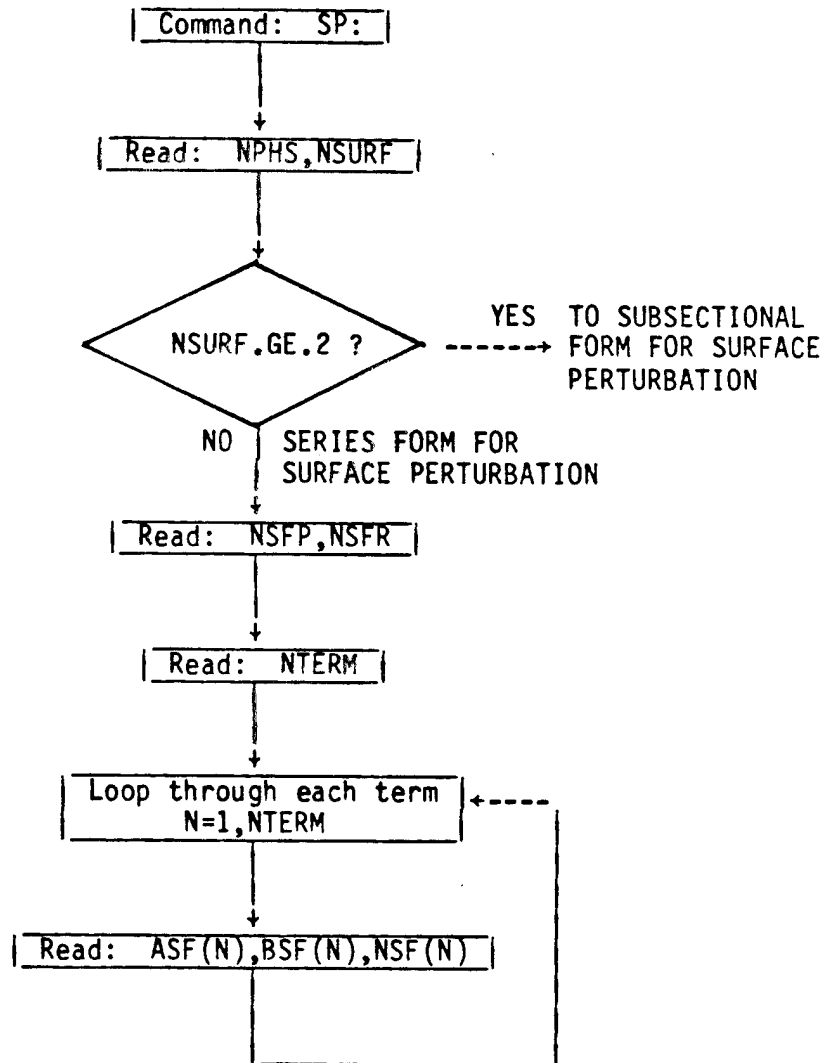 Command: SP:
Read: NPHS,NSURF
NSURF.GE.2 ?
YES TO SUBSECTIONAL
FORM FOR SURFACE
PERTURBATION
NO SERIES FORM FOR
SURFACE PERTURBATION
Read: NSFP,NSFR
Read: NTERM
Loop through each term
N=1,NTERM
Read: ASF(N),BSF(N),NSF(N)